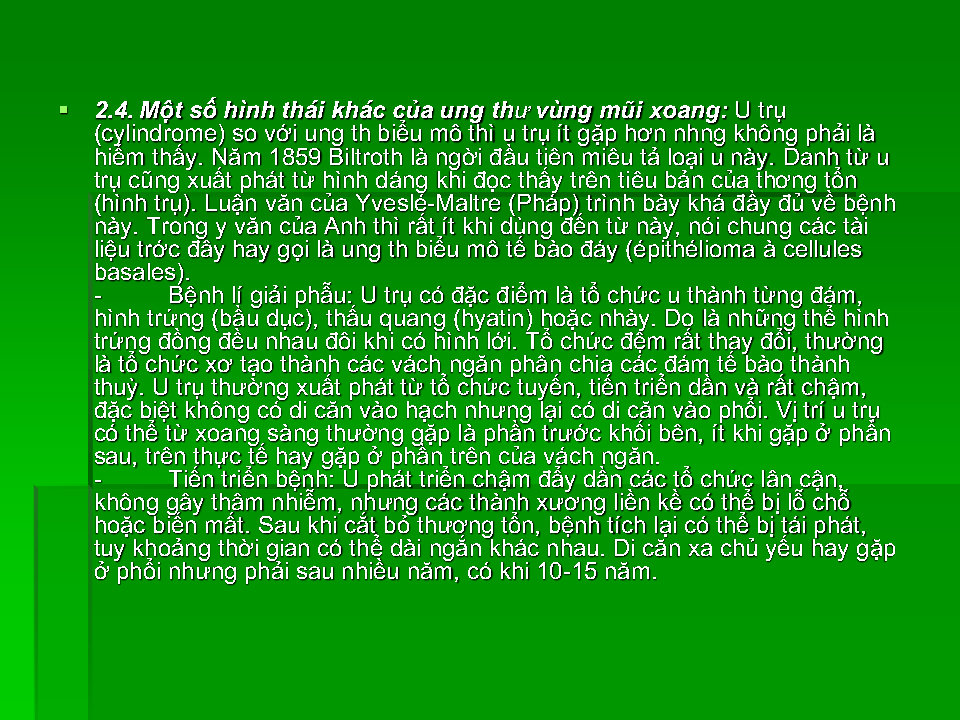 2.4. Một số hình thái khác của ung thư vùng mũi xoang: U trụ
(cylindrome) so với ung th biểu mô thì u trụ ít gặp hơn nhng không phải là
hiếm thấy. Năm 1859 Biltroth là ngời đầu tiên miêu tả loại u này. Danh từ u
trụ cũng xuất phát từ hình dáng khi đọc thấy trên tiêu bản của thơng tổn
(hình trụ). Luận văn của Yveslé-Maltre (Pháp) trình bày khá đầy đủ về bệnh
này. Trong y văn của Anh thì rất ít khi dùng đến từ này, nói chung các tài
liệu trớc đây hay gọi là ung th biểu mô tế bào đáy (épithélioma à cellules
basales).
- Bệnh lí giải phẫu: U trụ có đặc điểm là tổ chức u thành từng đám,
hình trứng (bầu dục), thấu quang (hyatin) hoặc nhày. Do là những thể hình
trứng đồng đều nhau đôi khi có hình lới. Tổ chức đệm rất thay đổi, thường
là tổ chức xơ tạo thành các vách ngăn phân chia các đám tế bào thành
thuỳ. U trụ thường xuất phát từ tổ chức tuyến, tiến triển dần và rất chậm,
đặc biệt không có di căn vào hạch nhưng lại có di căn vào phổi. Vị trí u trụ
có thể từ xoang sàng thường gặp là phần trước khối bên, ít khi gặp ở phần
sau, trên thực tế hay gặp ở phần trên của vách ngăn.
- Tiến triển bệnh: U phát triển chậm đẩy dần các tổ chức lân cận,
không gây thâm nhiễm, nhưng các thành xương liền kề có thể bị lỗ chỗ
hoặc biến mất. Sau khi cắt bỏ thương tổn, bệnh tích lại có thể bị tái phát,
tuy khoảng thời gian có thể dài ngắn khác nhau. Di căn xa chủ yếu hay gặp
ở phổi nhưng phải sau nhiều năm, có khi 10-15 năm.